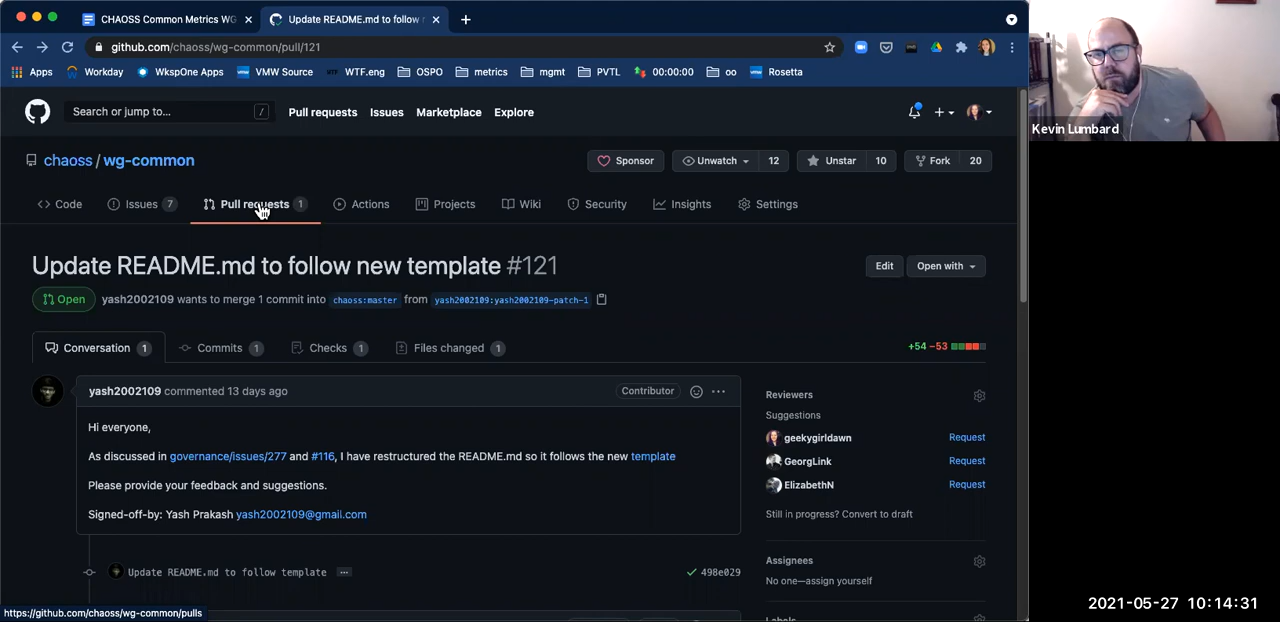 CHAOSS Common Metrics WG
Update README.md to follow n
github.com/chaoss/wg-common/pull/121
Apps
Workday
WkspOne Apps
VMW Source
WTF.eng
OSPO
metrics
mgmt
PVTL
00:00:00
oo
Rosetta
Kevin Lumbard
Search or jump to...
/
Pull requests
Issues
Marketplace
Explore
chaoss / wg-common
Sponsor
Unwatch 12
Unstar 10
Fork 20
Code
Issues 7
Pull requests 1
Actions
Projects
Wiki
Security
Insights
Settings
Update README.md to follow new template #121
Edit
Open with
Open
yash2002109 wants to merge 1 commit into chaoss:master from yash2002109:yash2002109-patch-1
Conversation 1
Commits 1
Checks 1
Files changed 1
+54 −53
yash2002109 commented 13 days ago
Contributor
Hi everyone,
As discussed in governance/issues/277 and #116, I have restructured the README.md so it follows the new template
Please provide your feedback and suggestions.
Signed-off-by: Yash Prakash yash2002109@gmail.com
Update README.md to follow template
498e029
Reviewers
Suggestions
geekygirldawn Request
GeorgLink Request
ElizabethN Request
Still in progress? Convert to draft
Assignees
No one—assign yourself
Labels
https://github.com/chaoss/wg-common/pulls
2021-05-27 10:14:31